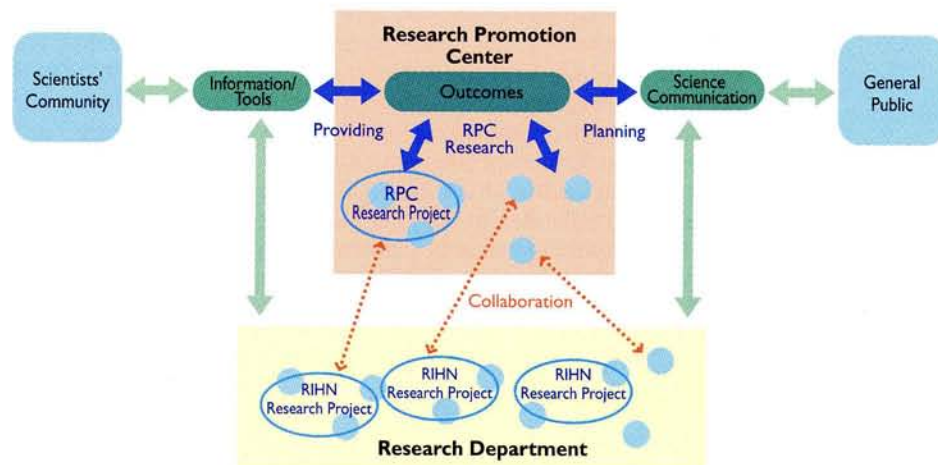 Research Promotion
Center
Scientists'
Community
Information/
Tools
Outcomes
Science
Communication
General
Public
Providing
RPC
Research
Planning
RPC
Research Project
Collaboration
RIHN
Research Project
RIHN
Research Project
RIHN
Research Project
Research Department